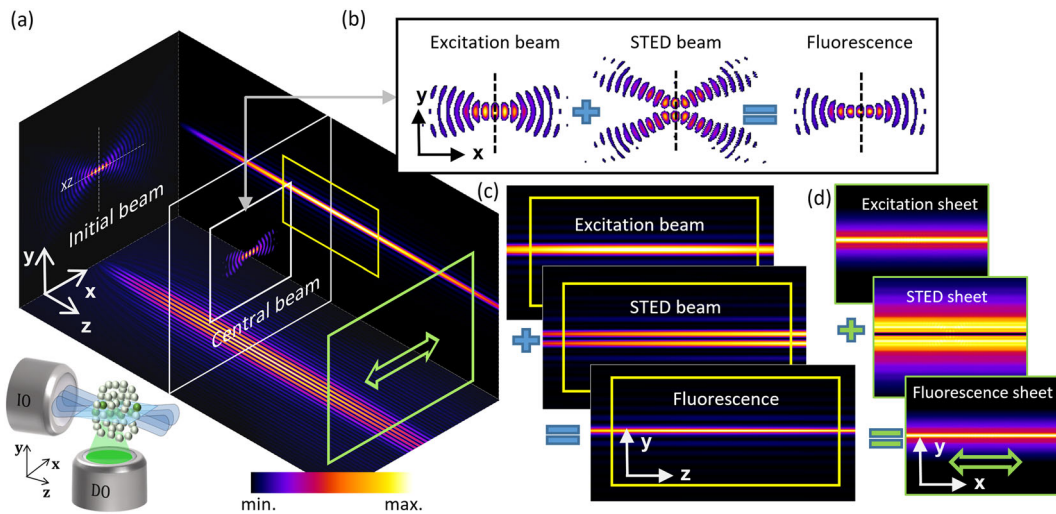 (a)
(b)
Excitation beam
STED beam
Fluorescence
y
x
xz
Initial beam
Central beam
y
x
z
(c)
Excitation beam
STED beam
Fluorescence
y
z
(d)
Excitation sheet
STED sheet
Fluorescence sheet
y
x
IO
DO
y
x
z
min.
max.